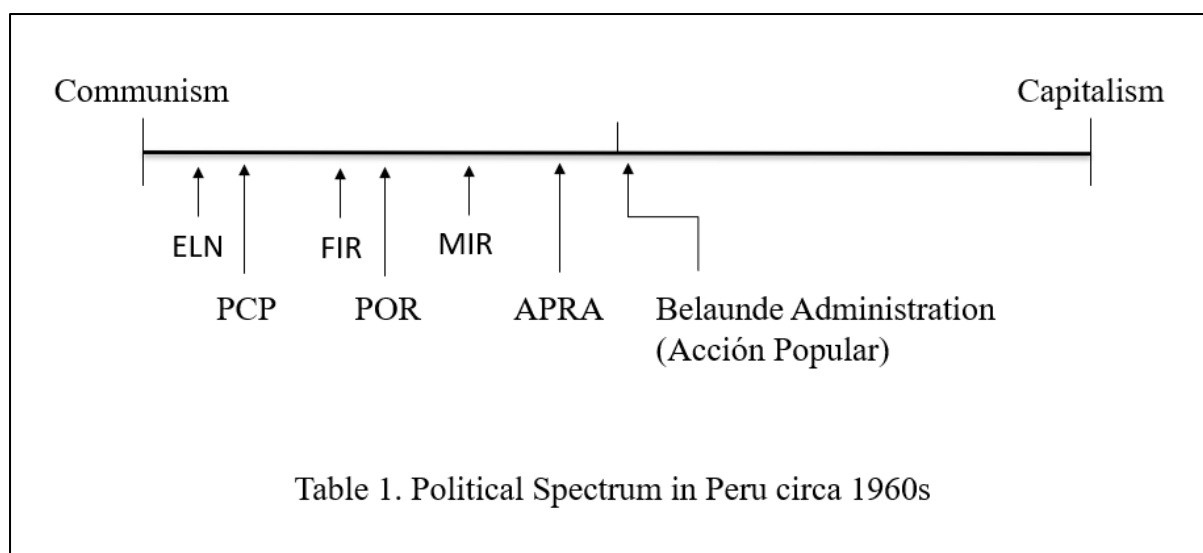 Communism
Capitalism
ELN
FIR
MIR
PCP
POR
APRA
Belaunde Administration
(Acción Popular)
Table 1. Political Spectrum in Peru circa 1960s